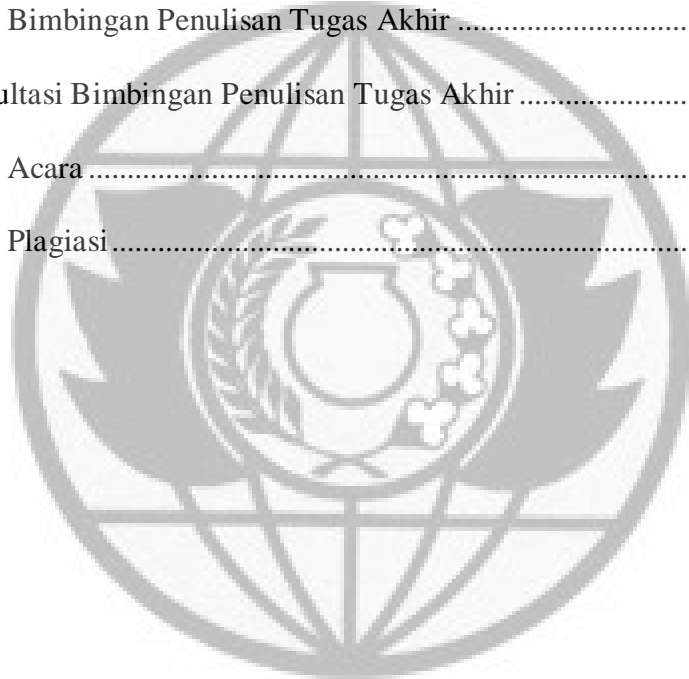 Bimbingan Penulisan Tugas Akhir ............................
ultasi Bimbingan Penulisan Tugas Akhir .....................
Acara ......................................................................
Plagiasi ...................................................................